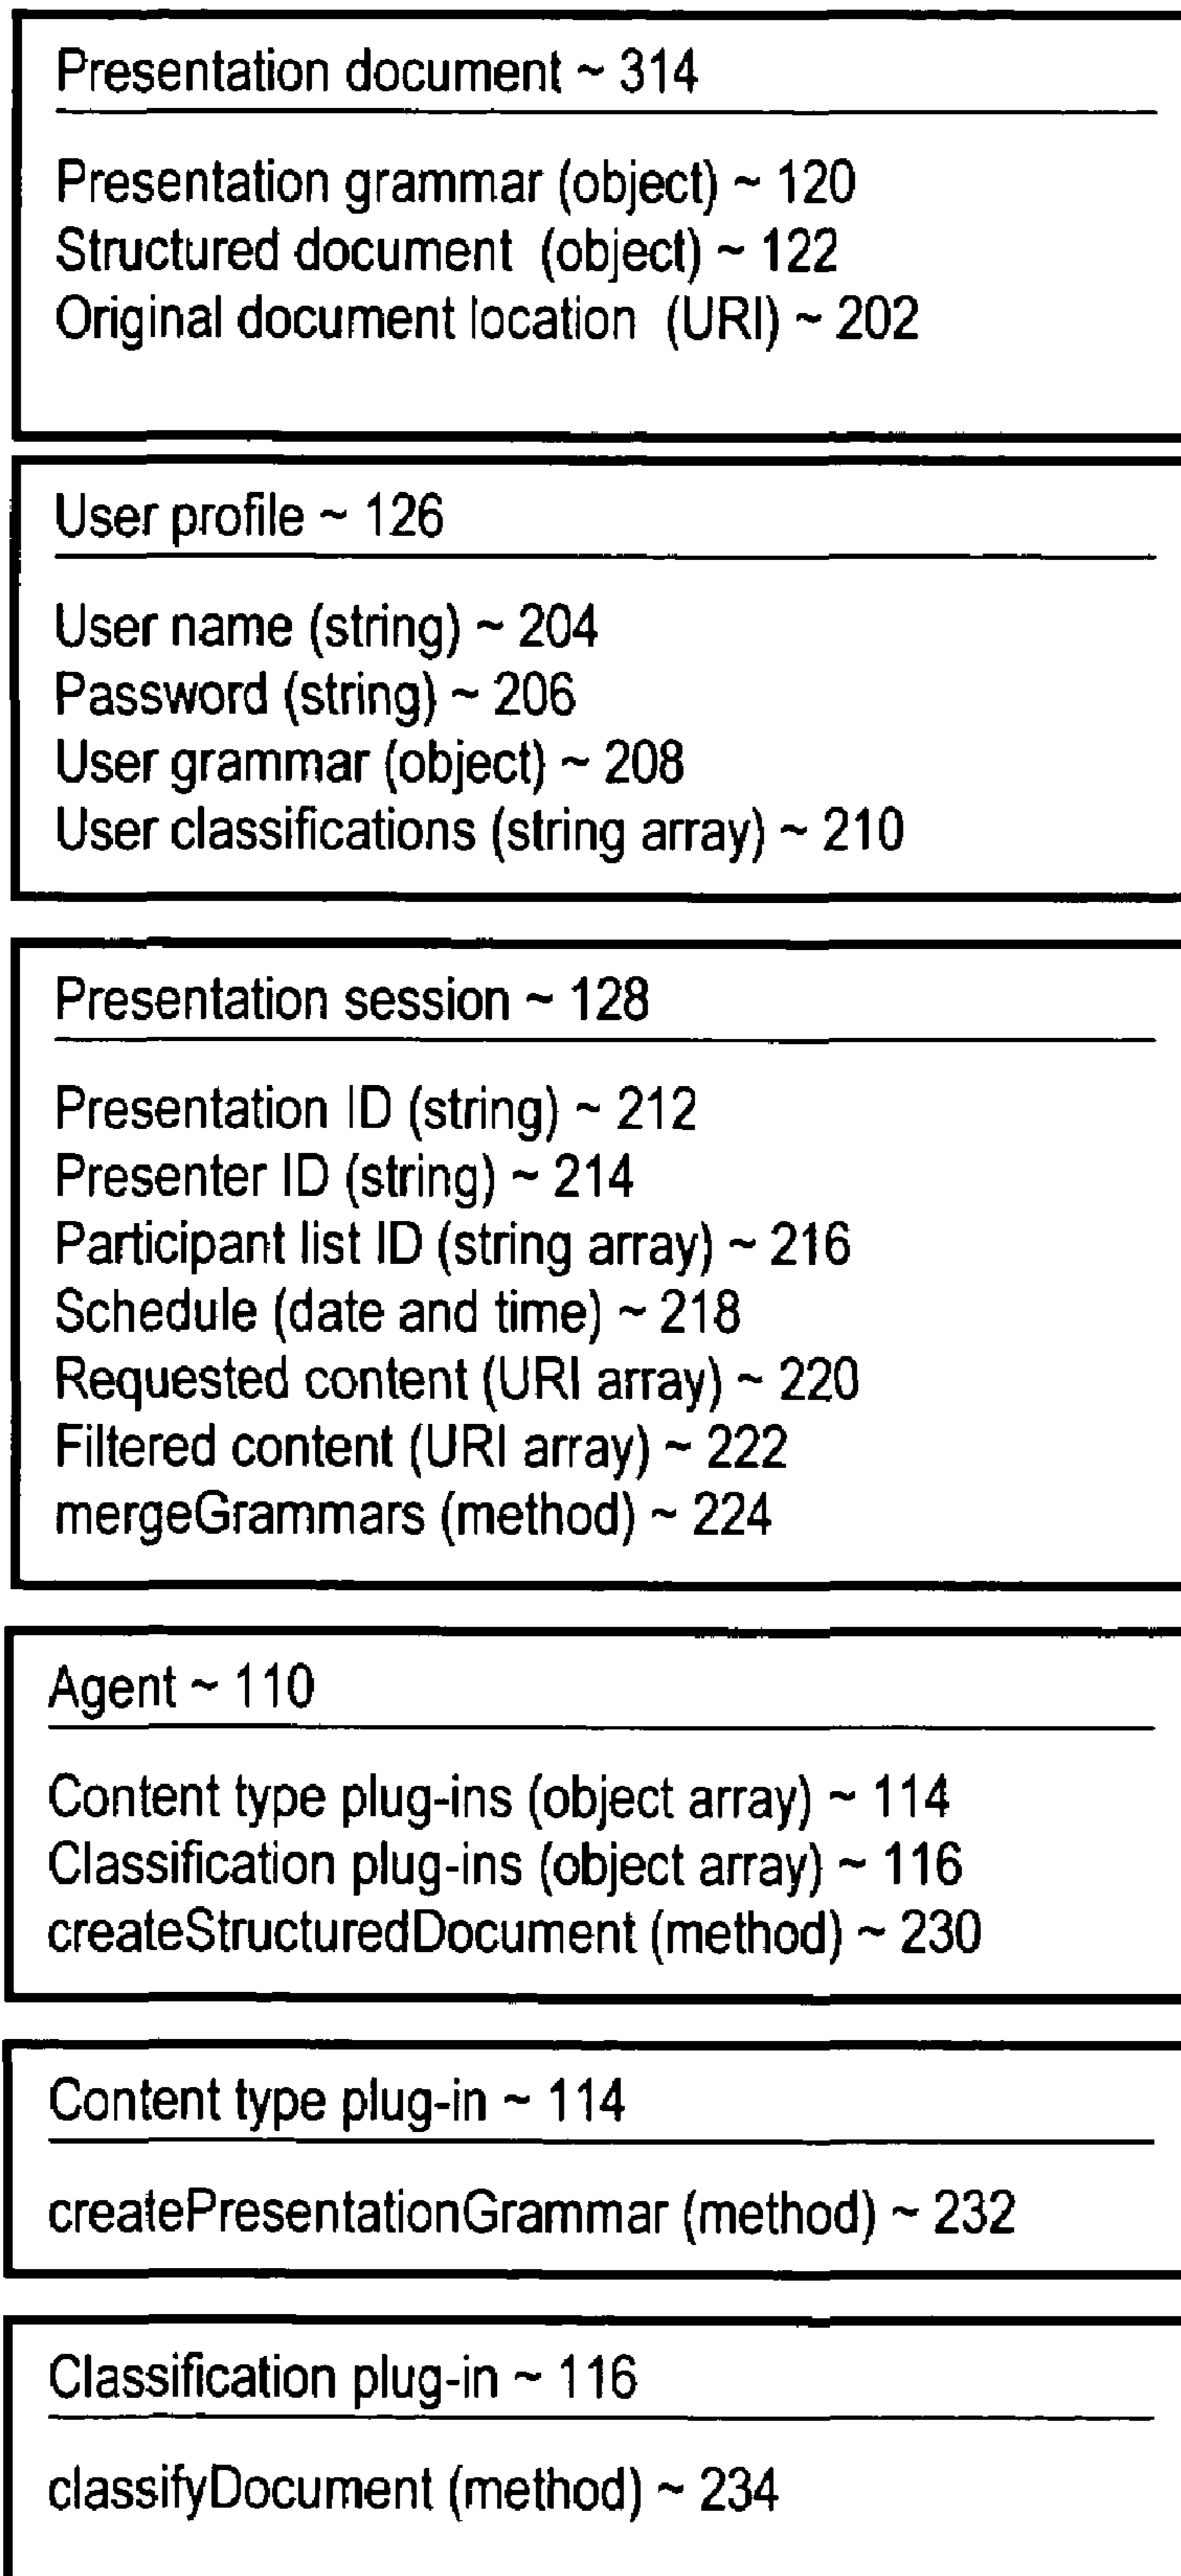 Presentation document ~ 314
Presentation grammar (object) ~ 120
Structured document (object) ~ 122
Original document location (URI) ~ 202
User profile ~ 126
User name (string) ~ 204
Password (string) ~ 206
User grammar (object) ~ 208
User classifications (string array) ~ 210
Presentation session ~ 128
Presentation ID (string) ~ 212
Presenter ID (string) ~ 214
Participant list ID (string array) ~ 216
Schedule (date and time) ~ 218
Requested content (URI array) ~ 220
Filtered content (URI array) ~ 222
mergeGrammars (method) ~ 224
Agent ~ 110
Content type plug-ins (object array) ~ 114
Classification plug-ins (object array) ~ 116
createStructuredDocument (method) ~ 230
Content type plug-in ~ 114
createPresentationGrammar (method) ~ 232
Classification plug-in ~ 116
classifyDocument (method) ~ 234